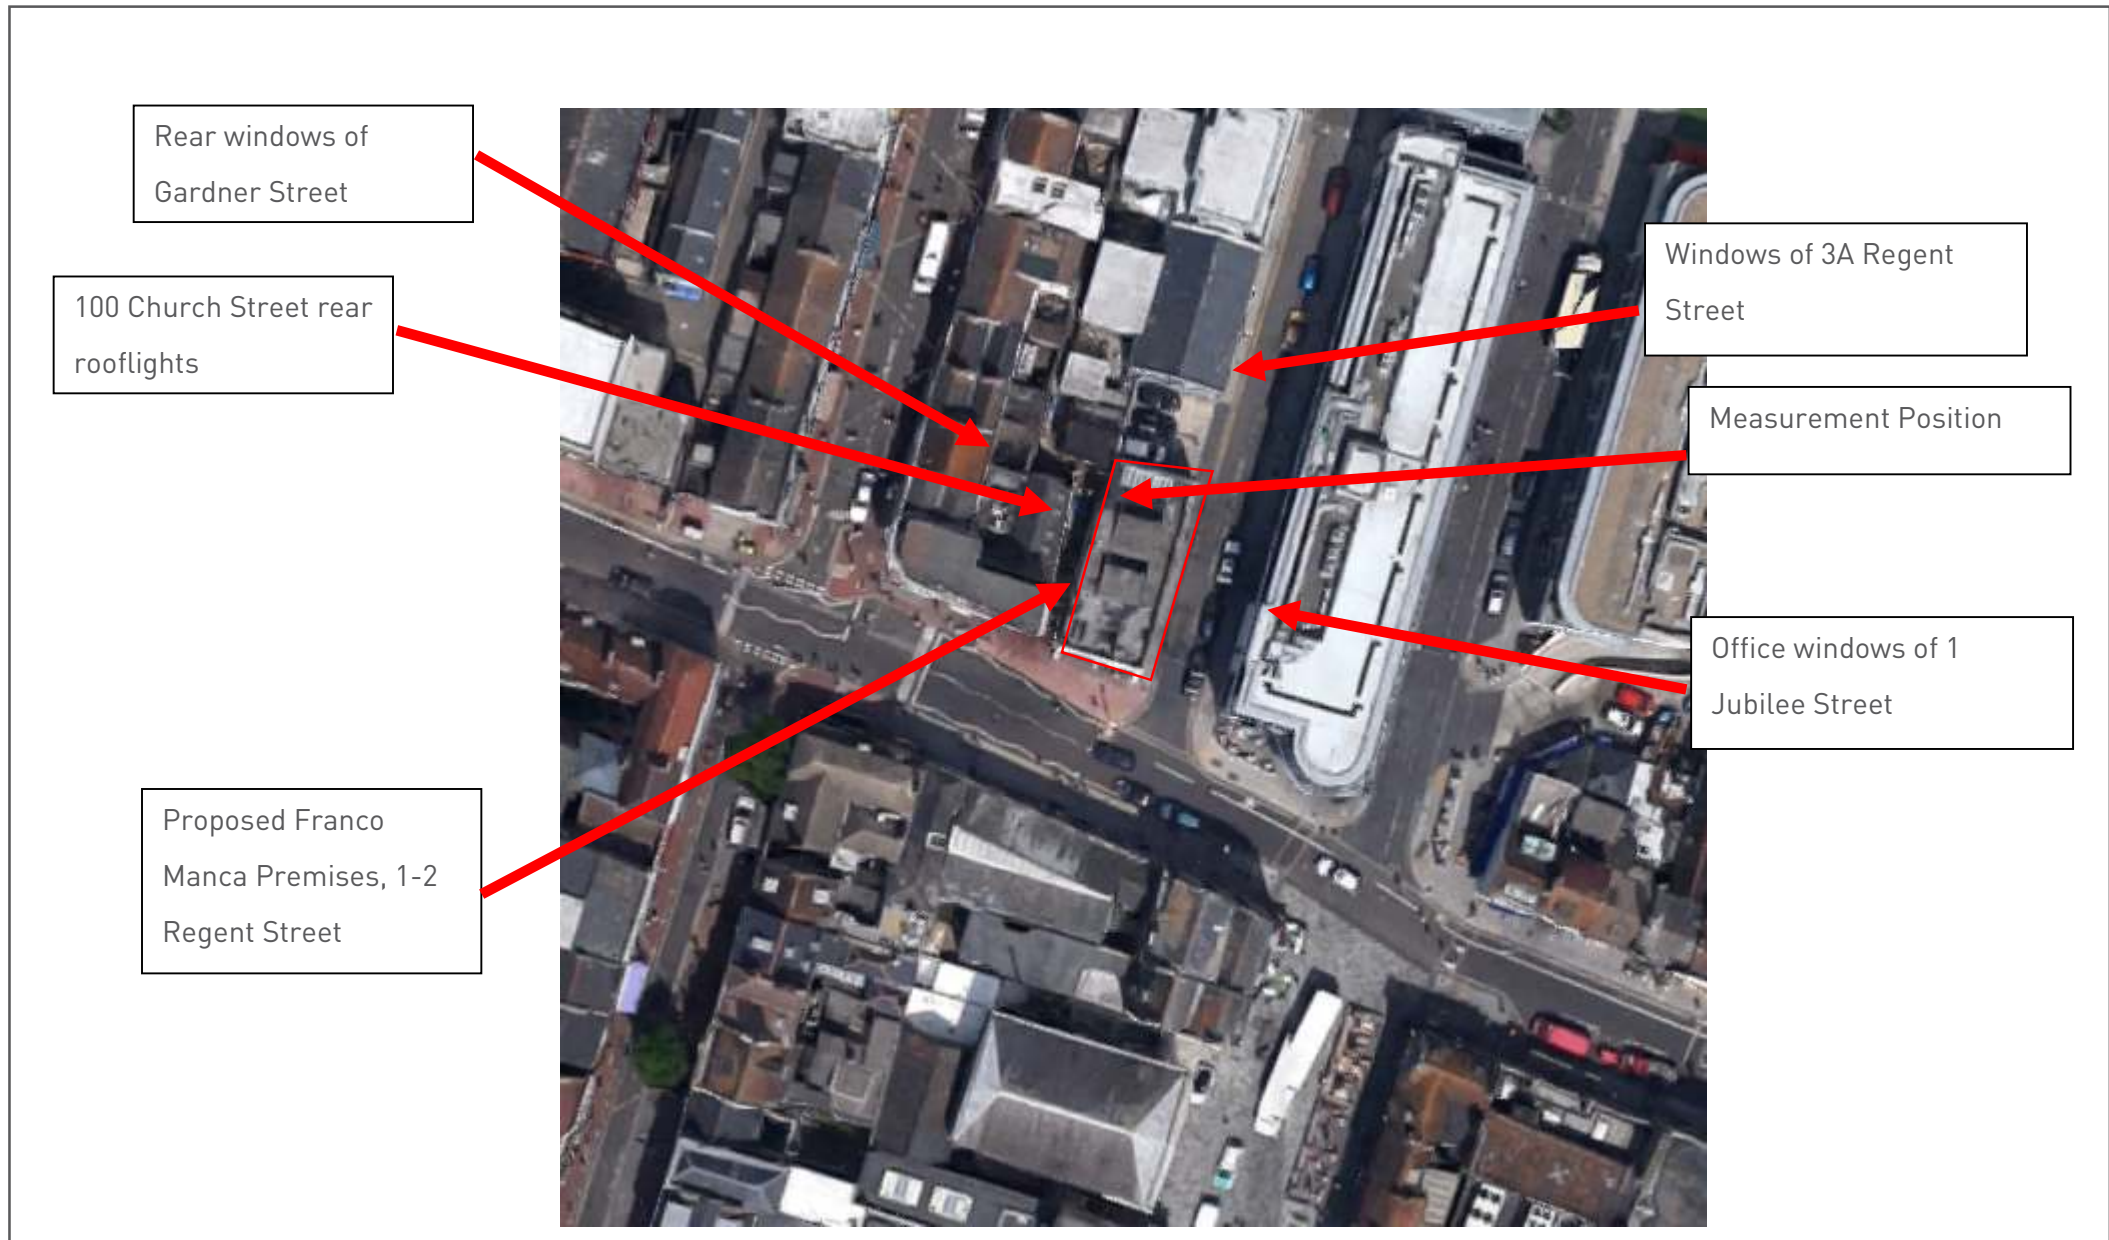 Rear windows of
Gardner Street
100 Church Street rear
rooflights
Windows of 3A Regent
Street
Measurement Position
Office windows of 1
Jubilee Street
Proposed Franco
Manca Premises, 1-2
Regent Street